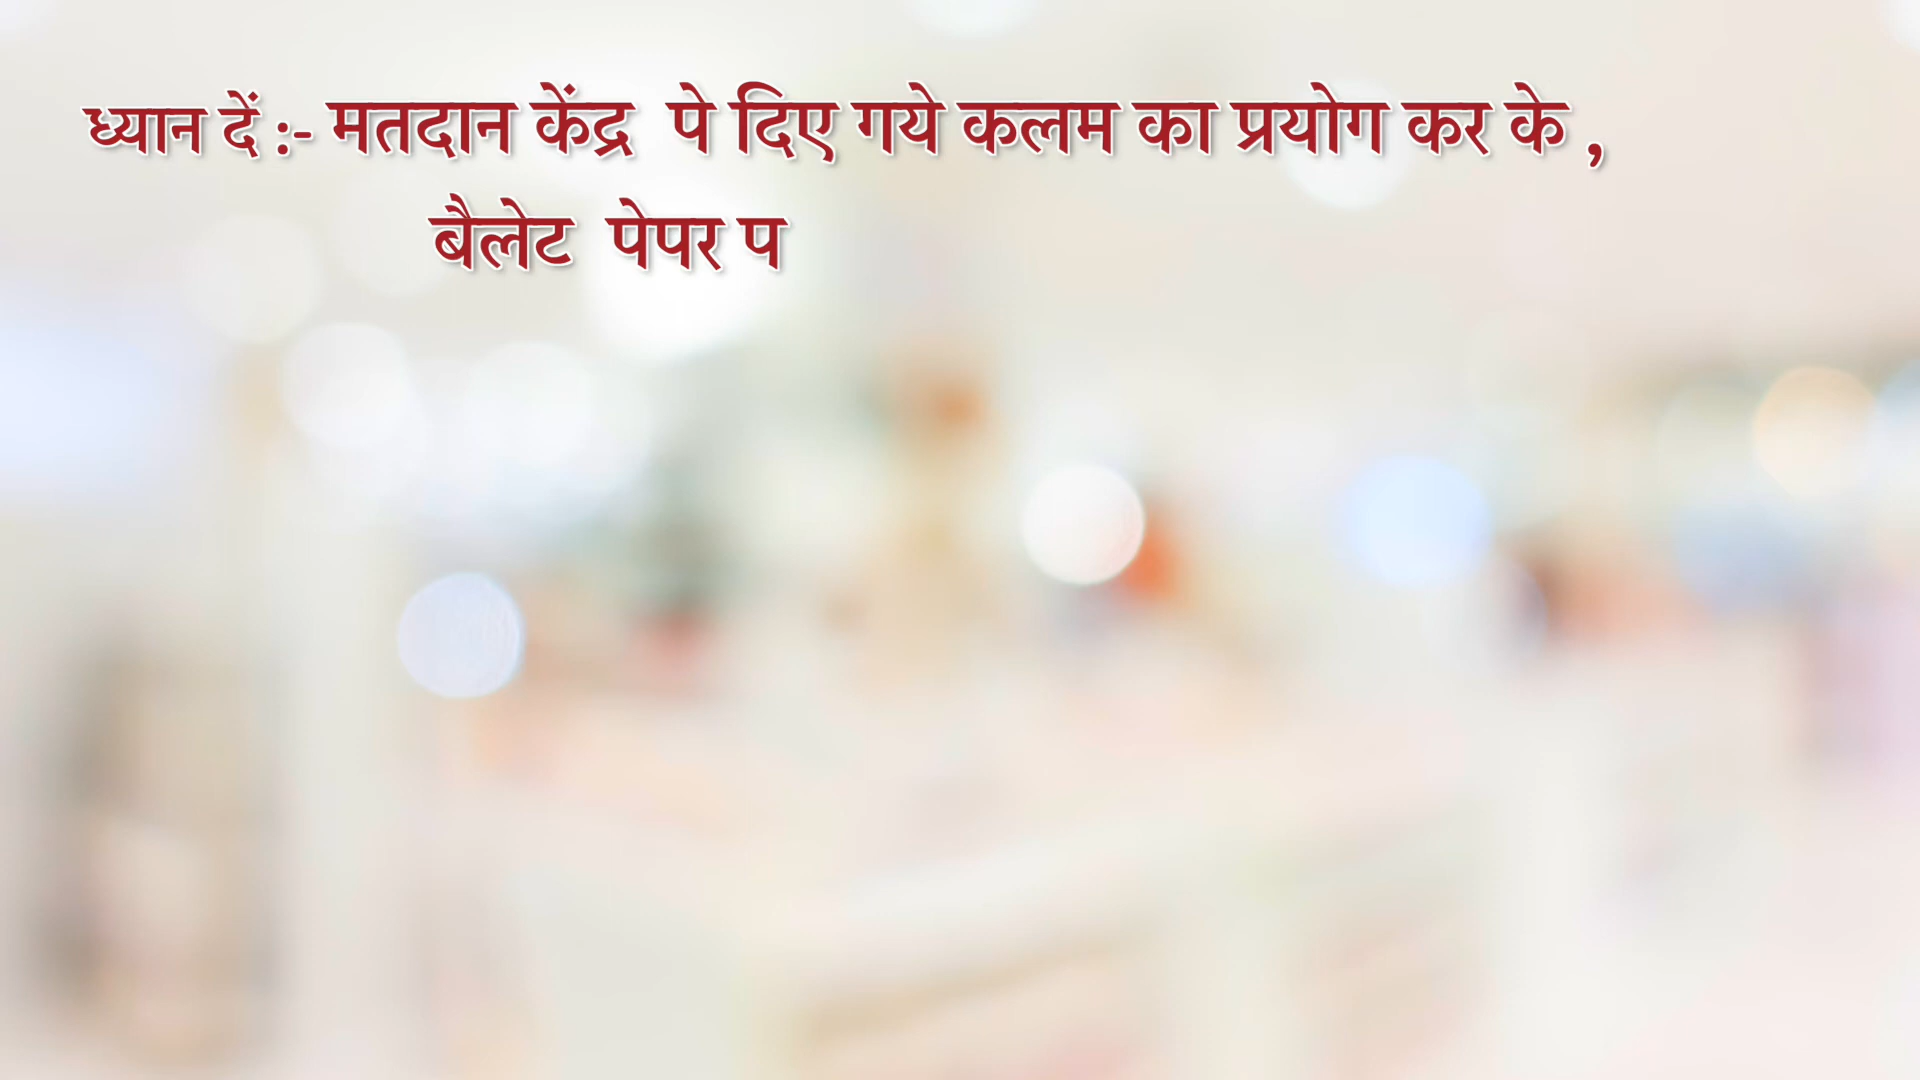 ध्यान दें :- मतदान केंद्र पे दिए गये कलम का प्रयोग कर के ,
बैलेट पेपर प